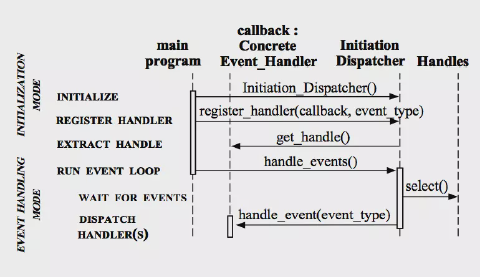 callback :
main Concrete Initiation
program Event_Handler Dispatcher Handles
INITIALIZATION
MODE
INITIALIZE Initiation_Dispatcher()
REGISTER HANDLER register_handler(callback, event_type)
EXTRACT HANDLE get_handle()
EVENT HANDLING
MODE
RUN EVENT LOOP handle_events()
select()
WAIT FOR EVENTS
DISPATCH handle_event(event_type)
HANDLER(S)